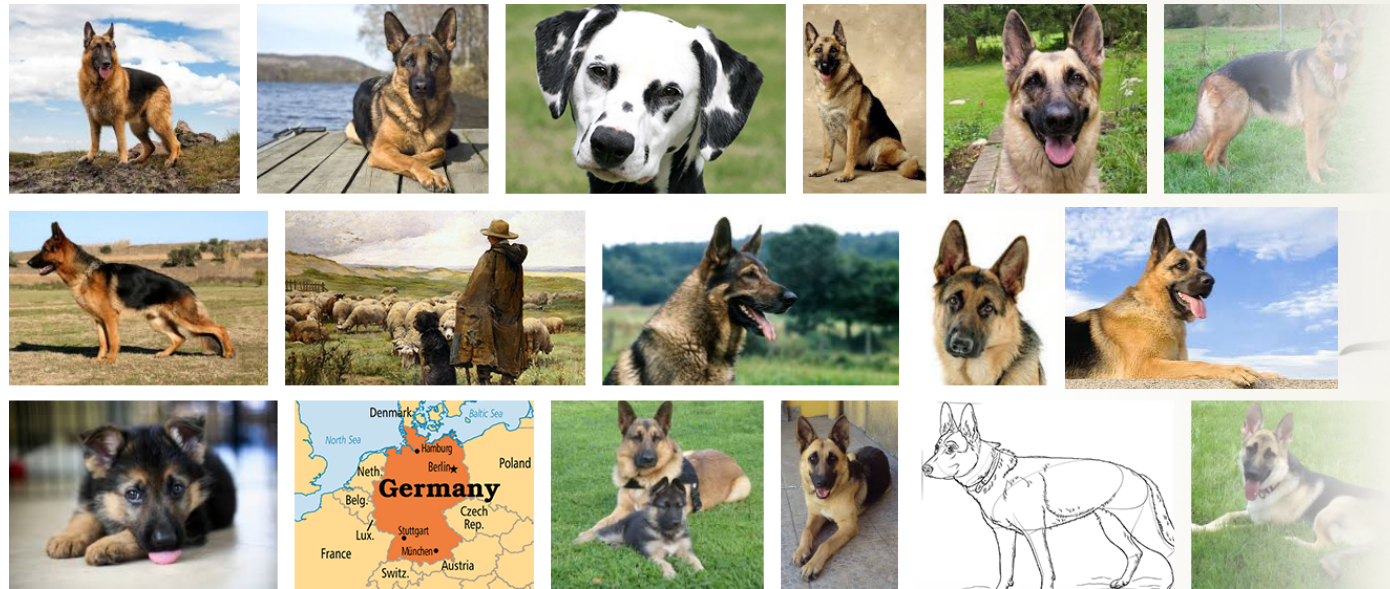 Denmark
Baltic Sea
North Sea
Hamburg
Berlin
Neth.
Poland
Germany
Belg.
Czech
Rep.
Lux.
Stuttgart
France
München
Austria
Switz.